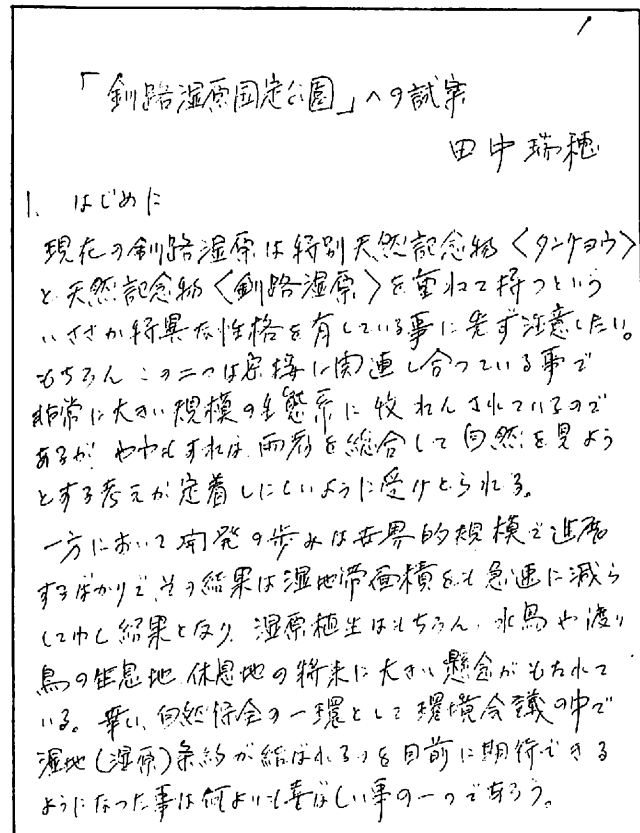 1
「釧路湿原国定公園」への試案
田中瑞穂
1. はじめに
現在の釧路湿原は特別天然記念物〈タンチョウ〉
と天然記念物〈釧路湿原〉を重ねて持つという
いささか特異な性格を有している事に先ず注意したい。
もちろんこの二つは密接に関連し合っている事で
非常に大きい規模の生態系に収れんされているので
あるが、ややもすれば、両者を総合して自然を見よう
とする考えが定着しにくいように受けとられる。
一方において開発の歩みは世界的規模で進展
するばかりで、その結果は湿地帯面積をも急速に減ら
して 結果となり、湿原植生はもちろん、水鳥や渡り
鳥の生息地、休息地の将来に大きい懸念がもたれて
いる。幸い、自然保全の一環として環境会議の中で
湿地(湿原)条約が結ばれるのを目前に期待できる
ようになった事は何よりも喜ばしい事の一つであろう。